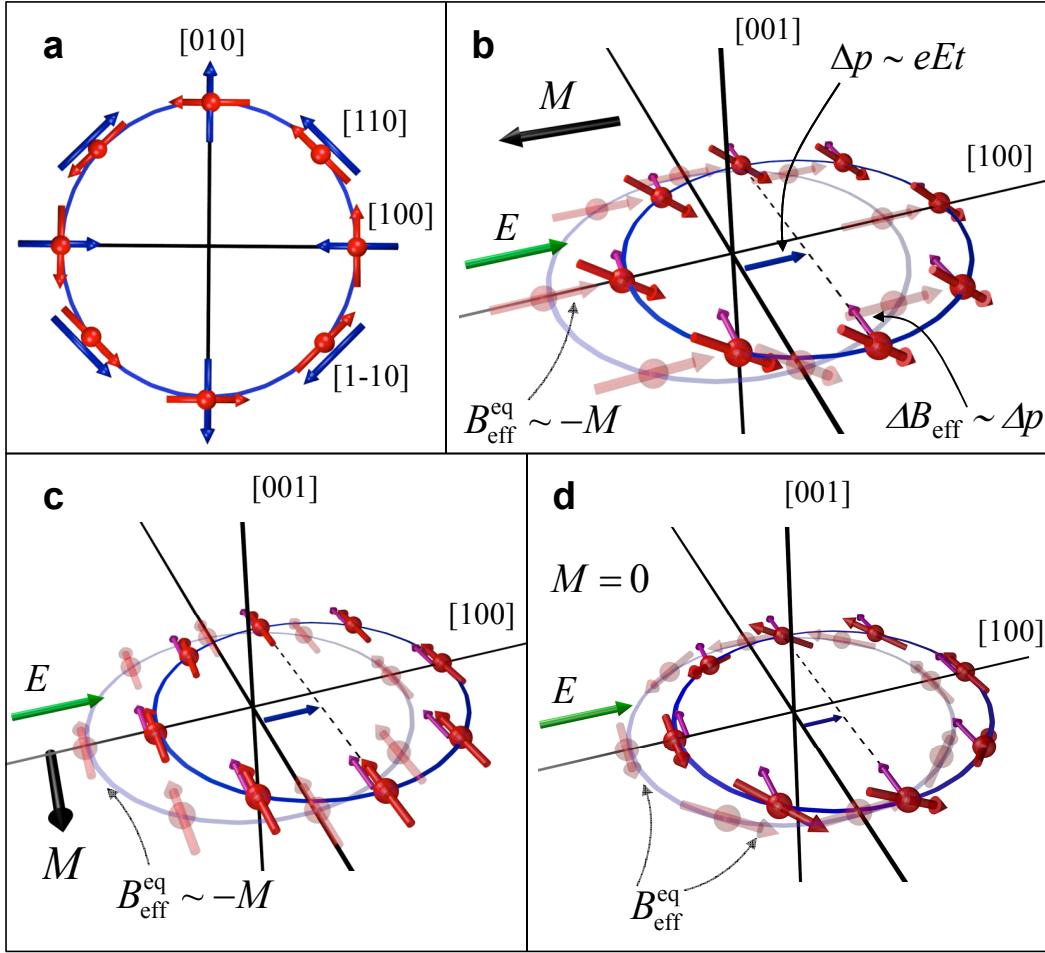 a
[010]
[110]
[100]
[1-10]
b
[001]
Δp ~ eEt
M
[100]
E
B_eff^eq ~ −M
ΔB_eff ~ Δp
c
[001]
[100]
E
M
B_eff^eq ~ −M
d
[001]
M = 0
[100]
E
B_eff^eq